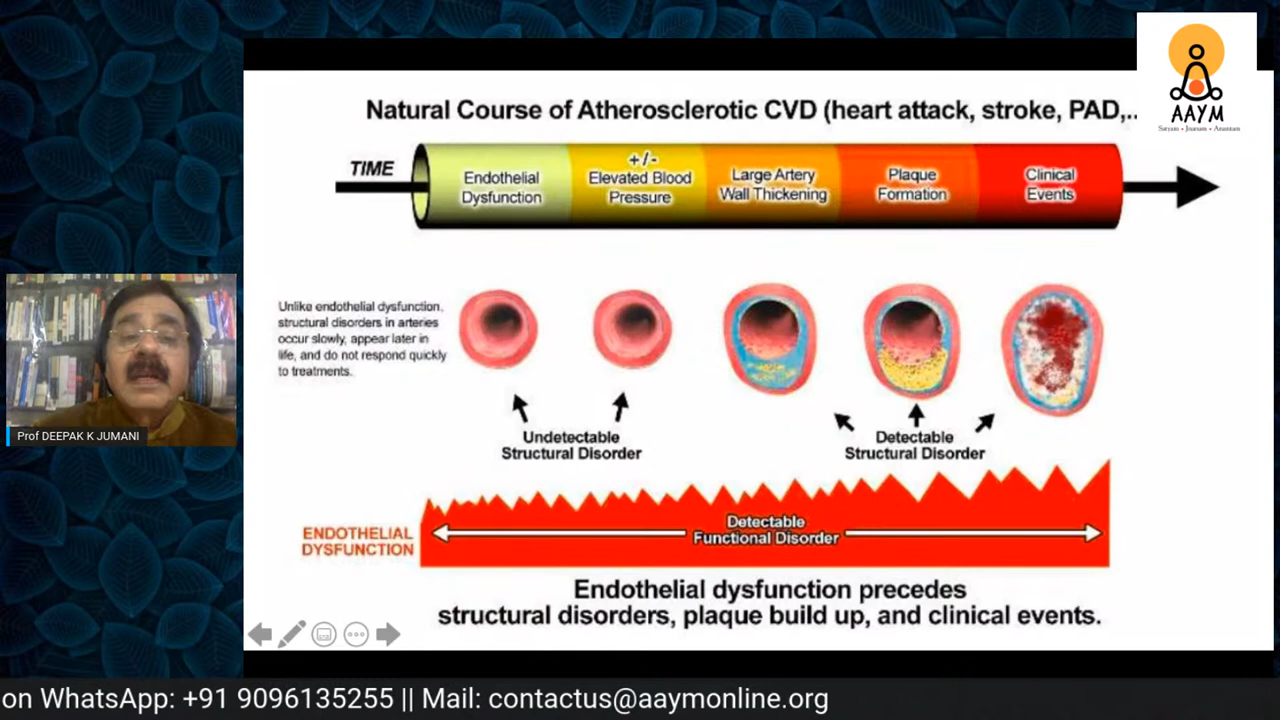 Natural Course of Atherosclerotic CVD (heart attack, stroke, PAD,..
AAYM
Satyam • Jnanam • Anantam
TIME
Endothelial
Dysfunction
+/-
Elevated Blood
Pressure
Large Artery
Wall Thickening
Plaque
Formation
Clinical
Events
Unlike endothelial dysfunction,
structural disorders in arteries
occur slowly, appear later in
life, and do not respond quickly
to treatments.
Undetectable
Structural Disorder
Detectable
Structural Disorder
Prof DEEPAK K JUMANI
ENDOTHELIAL
DYSFUNCTION
Detectable
Functional Disorder
Endothelial dysfunction precedes
structural disorders, plaque build up, and clinical events.
on WhatsApp: +91 9096135255 || Mail: contactus@aaymonline.org